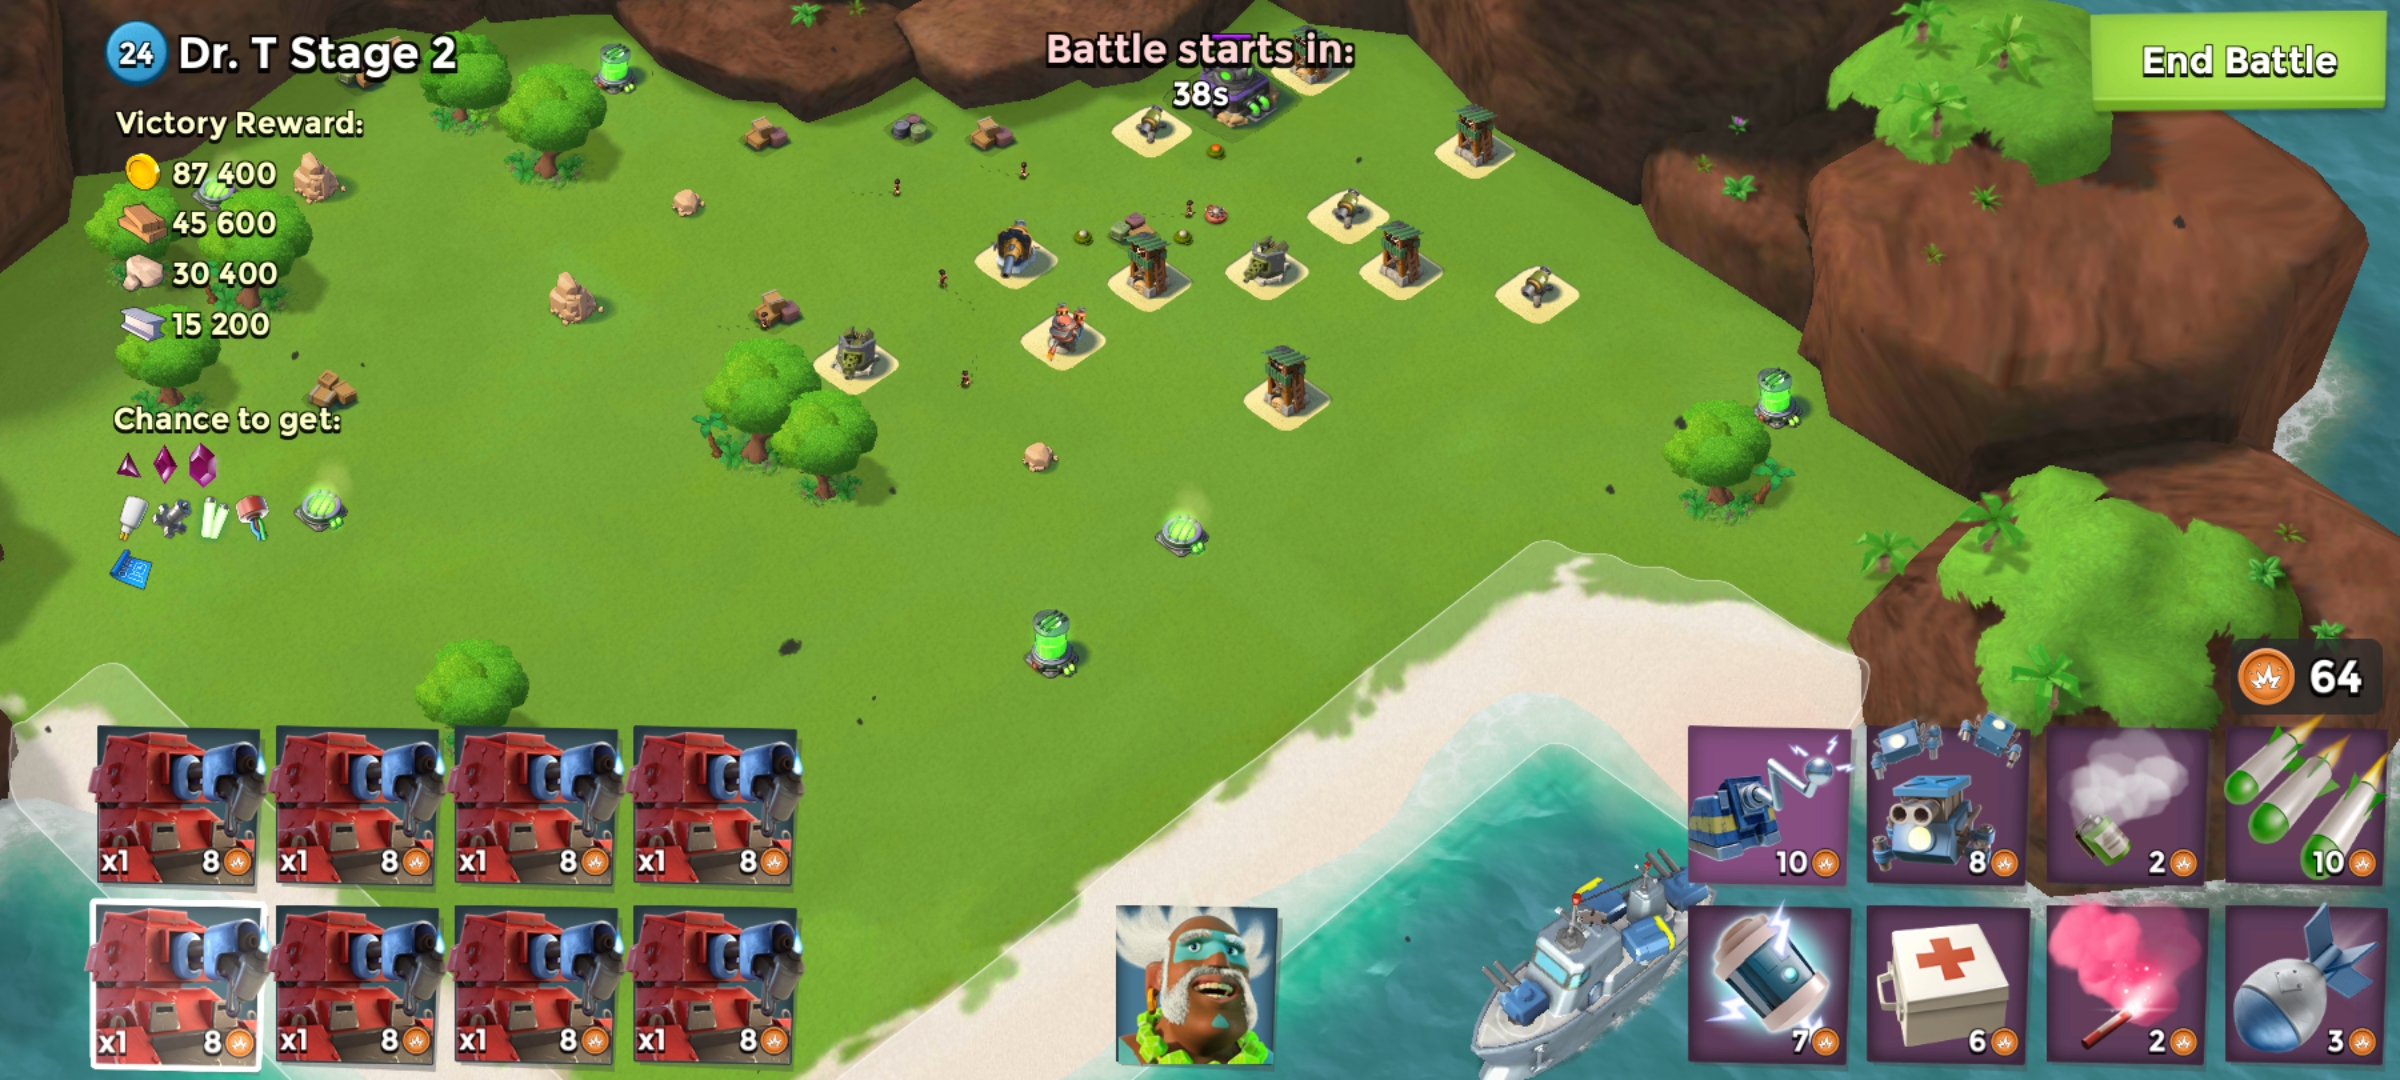 24 Dr. T Stage 2
Battle starts in:
38s
End Battle
Victory Reward:
87 400
45 600
30 400
15 200
Chance to get:
64
x1 8
x1 8
x1 8
x1 8
10
8
2
10
x1 8
x1 8
x1 8
x1 8
7
6
2
3